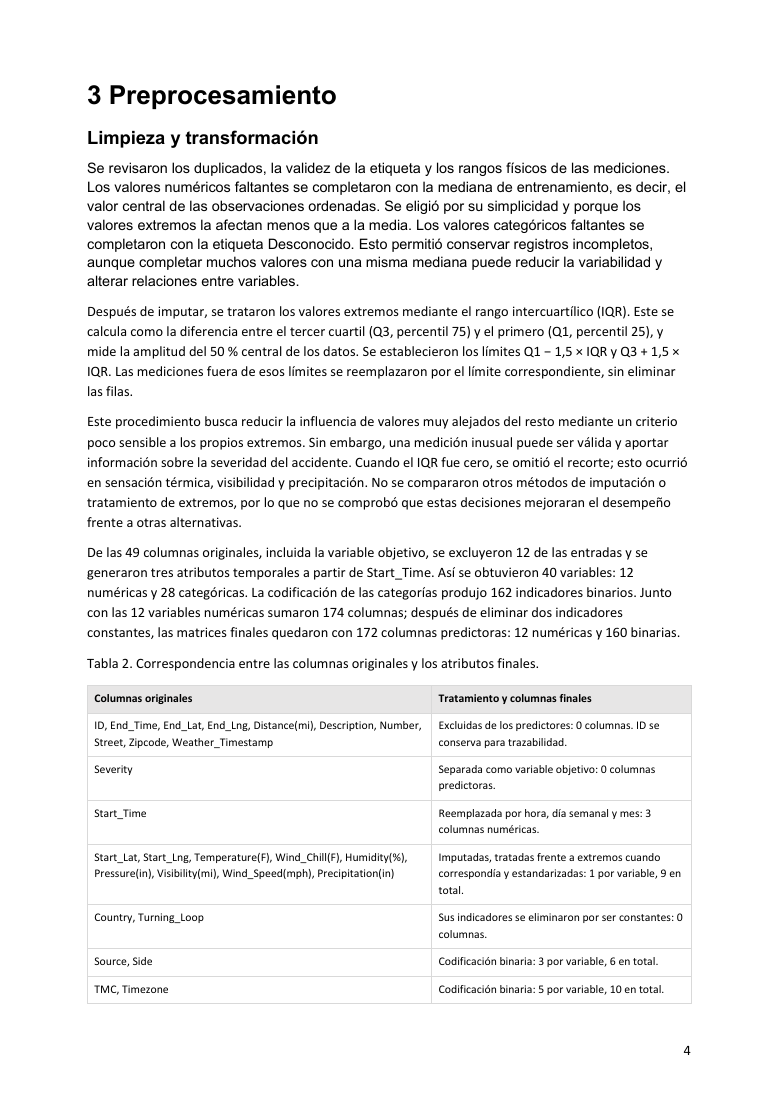 3 Preprocesamiento
Limpieza y transformación
Se revisaron los duplicados, la validez de la etiqueta y los rangos físicos de las mediciones.
Los valores numéricos faltantes se completaron con la mediana de entrenamiento, es decir, el
valor central de las observaciones ordenadas. Se eligió por su simplicidad y porque los
valores extremos la afectan menos que a la media. Los valores categóricos faltantes se
completaron con la etiqueta Desconocido. Esto permitió conservar registros incompletos,
aunque completar muchos valores con una misma mediana puede reducir la variabilidad y
alterar relaciones entre variables.
Después de imputar, se trataron los valores extremos mediante el rango intercuartílico (IQR). Este se
calcula como la diferencia entre el tercer cuartil (Q3, percentil 75) y el primero (Q1, percentil 25), y
mide la amplitud del 50 % central de los datos. Se establecieron los límites Q1 − 1,5 × IQR y Q3 + 1,5 ×
IQR. Las mediciones fuera de esos límites se reemplazaron por el límite correspondiente, sin eliminar
las filas.
Este procedimiento busca reducir la influencia de valores muy alejados del resto mediante un criterio
poco sensible a los propios extremos. Sin embargo, una medición inusual puede ser válida y aportar
información sobre la severidad del accidente. Cuando el IQR fue cero, se omitió el recorte; esto ocurrió
en sensación térmica, visibilidad y precipitación. No se compararon otros métodos de imputación o
tratamiento de extremos, por lo que no se comprobó que estas decisiones mejoraran el desempeño
frente a otras alternativas.
De las 49 columnas originales, incluida la variable objetivo, se excluyeron 12 de las entradas y se
generaron tres atributos temporales a partir de Start_Time. Así se obtuvieron 40 variables: 12
numéricas y 28 categóricas. La codificación de las categorías produjo 162 indicadores binarios. Junto
con las 12 variables numéricas sumaron 174 columnas; después de eliminar dos indicadores
constantes, las matrices finales quedaron con 172 columnas predictoras: 12 numéricas y 160 binarias.
Tabla 2. Correspondencia entre las columnas originales y los atributos finales.
Columnas originales
Tratamiento y columnas finales
ID, End_Time, End_Lat, End_Lng, Distance(mi), Description, Number,
Street, Zipcode, Weather_Timestamp
Excluidas de los predictores: 0 columnas. ID se
conserva para trazabilidad.
Severity
Separada como variable objetivo: 0 columnas
predictoras.
Start_Time
Reemplazada por hora, día semanal y mes: 3
columnas numéricas.
Start_Lat, Start_Lng, Temperature(F), Wind_Chill(F), Humidity(%),
Pressure(in), Visibility(mi), Wind_Speed(mph), Precipitation(in)
Imputadas, tratadas frente a extremos cuando
correspondía y estandarizadas: 1 por variable, 9 en
total.
Country, Turning_Loop
Sus indicadores se eliminaron por ser constantes: 0
columnas.
Source, Side
Codificación binaria: 3 por variable, 6 en total.
TMC, Timezone
Codificación binaria: 5 por variable, 10 en total.
4